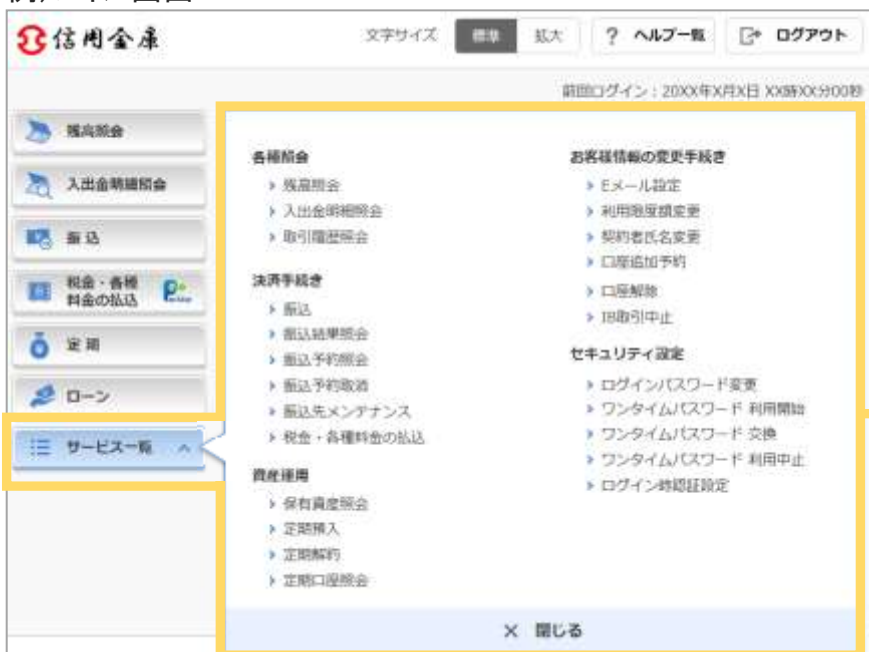 信用金庫
文字サイズ 標準 拡大 ? ヘルプ一覧 ログアウト
前回ログイン：20XX年X月X日 XX時XX分00秒
残高照会
入出金明細照会
振込
税金・各種
料金の払込
定期
ローン
サービス一覧
各種照会
残高照会
入出金明細照会
取引履歴照会
決済手続き
振込
振込結果照会
振込予約照会
振込予約取消
振込先メンテナンス
税金・各種料金の払込
資産運用
保有資産照会
定期預入
定期解約
定期口座照会
お客様情報の変更手続き
Eメール設定
利用限度額変更
契約者氏名変更
口座追加予約
口座解除
IB取引中止
セキュリティ設定
ログインパスワード変更
ワンタイムパスワード 利用開始
ワンタイムパスワード 交換
ワンタイムパスワード 利用中止
ログイン時認証設定
× 閉じる